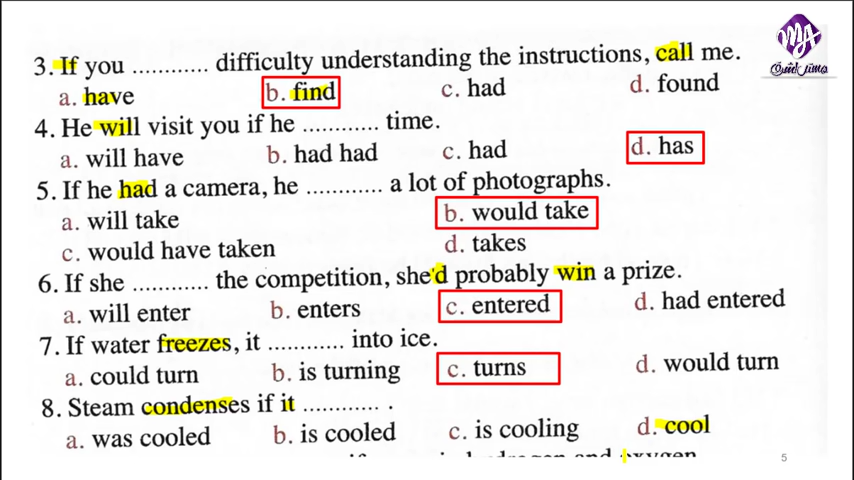 3. If you ............ difficulty understanding the instructions, call me.
a. have b. find c. had d. found
4. He will visit you if he ............ time.
a. will have b. had had c. had d. has
5. If he had a camera, he ............ a lot of photographs.
a. will take b. would take
c. would have taken d. takes
6. If she ............ the competition, she'd probably win a prize.
a. will enter b. enters c. entered d. had entered
7. If water freezes, it ............ into ice.
a. could turn b. is turning c. turns d. would turn
8. Steam condenses if it ............ .
a. was cooled b. is cooled c. is cooling d. cool
5